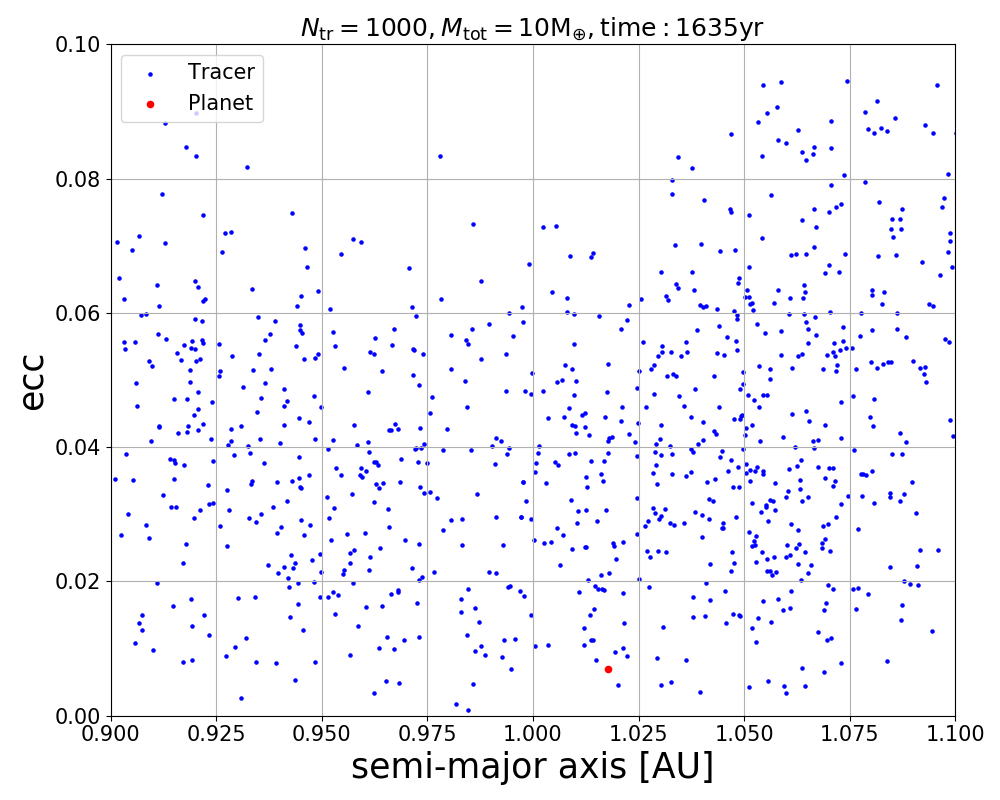 N_tr = 1000, M_tot = 10M_⊕, time : 1635yr
0.10
Tracer
Planet
0.08
0.06
0.04
0.02
0.00
ecc
0.900 0.925 0.950 0.975 1.000 1.025 1.050 1.075 1.100
semi-major axis [AU]